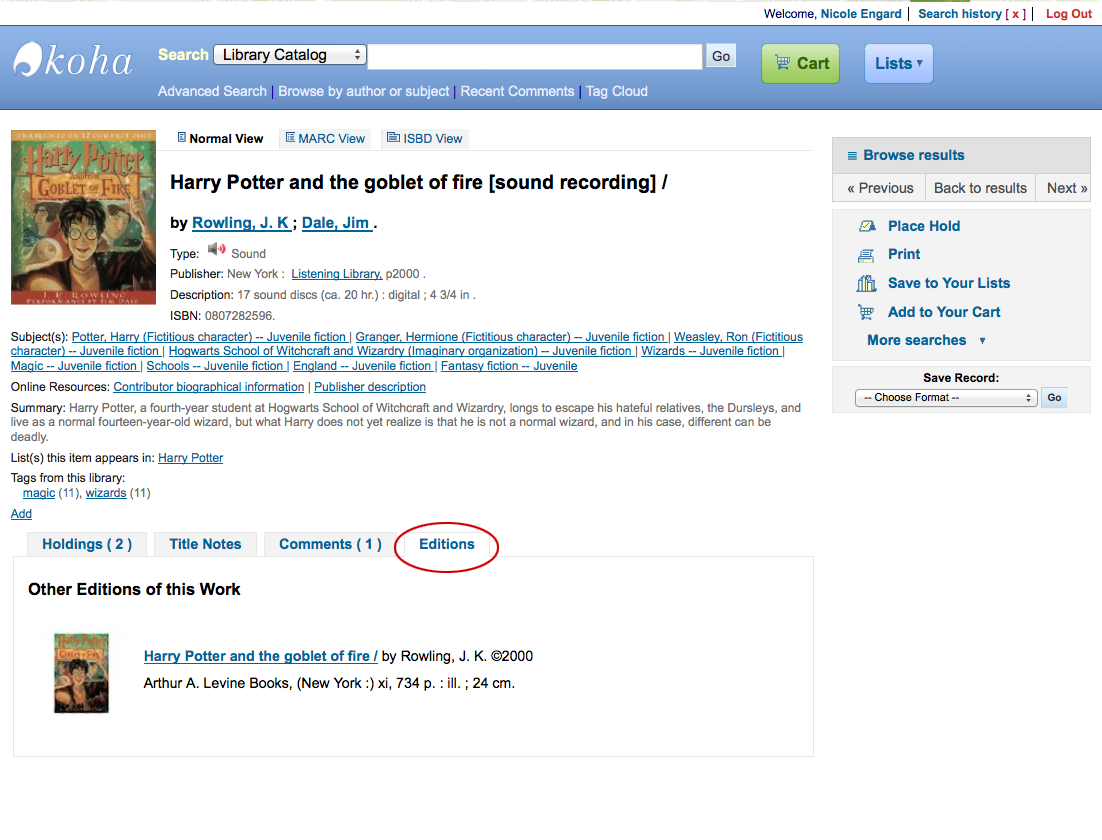 Welcome, Nicole Engard | Search history [ x ] | Log Out
koha
Search Library Catalog Go
Cart
Lists ▾
Advanced Search | Browse by author or subject | Recent Comments | Tag Cloud
UNABRIDGED ON 17 COMPACT DISCS
Harry Potter
AND THE
GOBLET OF FIRE
J. K. ROWLING
PERFORMED BY JIM DALE
Normal View
MARC View
ISBD View
Harry Potter and the goblet of fire [sound recording] /
by Rowling, J. K ; Dale, Jim .
Type: Sound
Publisher: New York : Listening Library, p2000 .
Description: 17 sound discs (ca. 20 hr.) : digital ; 4 3/4 in .
ISBN: 0807282596.
Subject(s): Potter, Harry (Fictitious character) -- Juvenile fiction | Granger, Hermione (Fictitious character) -- Juvenile fiction | Weasley, Ron (Fictitious
character) -- Juvenile fiction | Hogwarts School of Witchcraft and Wizardry (Imaginary organization) -- Juvenile fiction | Wizards -- Juvenile fiction |
Magic -- Juvenile fiction | Schools -- Juvenile fiction | England -- Juvenile fiction | Fantasy fiction -- Juvenile
Online Resources: Contributor biographical information | Publisher description
Summary: Harry Potter, a fourth-year student at Hogwarts School of Witchcraft and Wizardry, longs to escape his hateful relatives, the Dursleys, and
live as a normal fourteen-year-old wizard, but what Harry does not yet realize is that he is not a normal wizard, and in his case, different can be
deadly.
List(s) this item appears in: Harry Potter
Tags from this library:
magic (11), wizards (11)
Add
Holdings ( 2 )
Title Notes
Comments ( 1 )
Editions
Other Editions of this Work
Harry Potter
Harry Potter and the goblet of fire / by Rowling, J. K. ©2000
Arthur A. Levine Books, (New York :) xi, 734 p. : ill. ; 24 cm.
Browse results
« Previous
Back to results
Next »
Place Hold
Print
Save to Your Lists
Add to Your Cart
More searches ▾
Save Record:
-- Choose Format -- Go